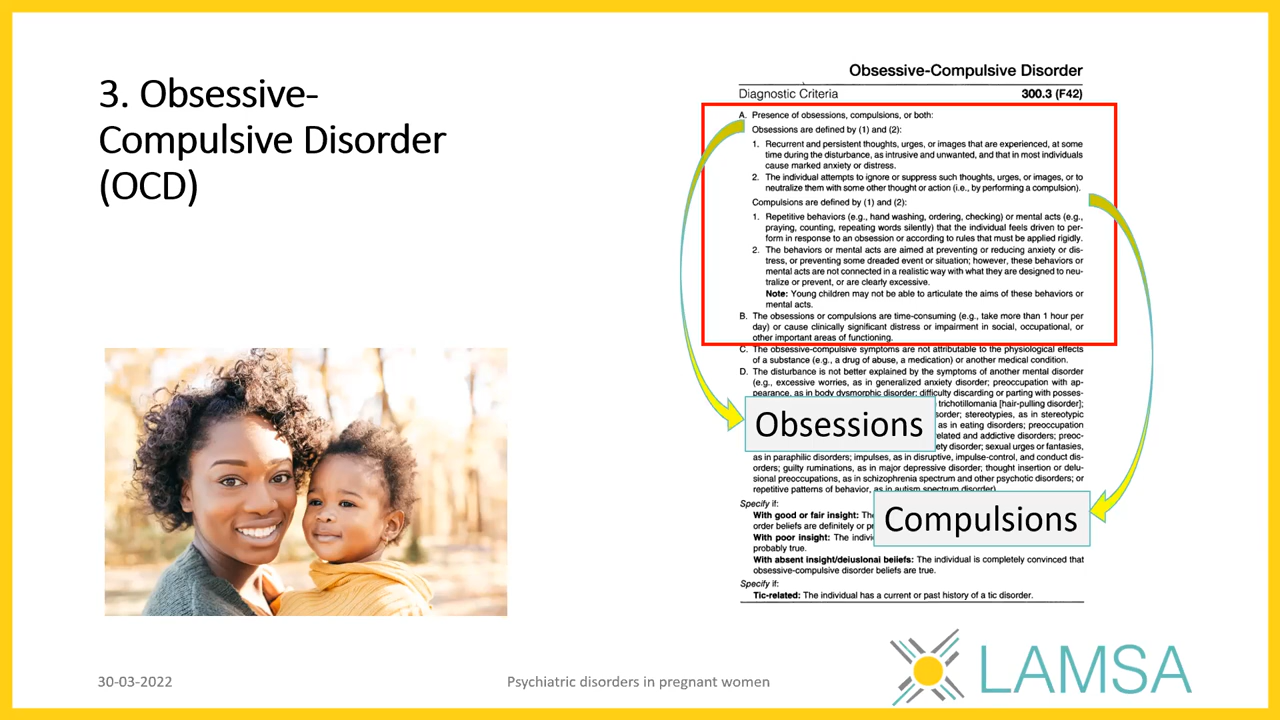 3. Obsessive-
Compulsive Disorder
(OCD)
Obsessive-Compulsive Disorder
Diagnostic Criteria 300.3 (F42)
A. Presence of obsessions, compulsions, or both:
Obsessions are defined by (1) and (2):
1. Recurrent and persistent thoughts, urges, or images that are experienced, at some
time during the disturbance, as intrusive and unwanted, and that in most individuals
cause marked anxiety or distress.
2. The individual attempts to ignore or suppress such thoughts, urges, or images, or to
neutralize them with some other thought or action (i.e., by performing a compulsion).
Compulsions are defined by (1) and (2):
1. Repetitive behaviors (e.g., hand washing, ordering, checking) or mental acts (e.g.,
praying, counting, repeating words silently) that the individual feels driven to per-
form in response to an obsession or according to rules that must be applied rigidly.
2. The behaviors or mental acts are aimed at preventing or reducing anxiety or dis-
tress, or preventing some dreaded event or situation; however, these behaviors or
mental acts are not connected in a realistic way with what they are designed to neu-
tralize or prevent, or are clearly excessive.
Note: Young children may not be able to articulate the aims of these behaviors or
mental acts.
B. The obsessions or compulsions are time-consuming (e.g., take more than 1 hour per
day) or cause clinically significant distress or impairment in social, occupational, or
other important areas of functioning.
C. The obsessive-compulsive symptoms are not attributable to the physiological effects
of a substance (e.g., a drug of abuse, a medication) or another medical condition.
D. The disturbance is not better explained by the symptoms of another mental disorder
(e.g., excessive worries, as in generalized anxiety disorder; preoccupation with ap-
pearance, as in body dysmorphic disorder; difficulty discarding or parting with posses-
trichotillomania [hair-pulling disorder];
sorder; stereotypies, as in stereotypic
as in eating disorders; preoccupation
elated and addictive disorders; preoc-
ety disorder; sexual urges or fantasies,
as in paraphilic disorders; impulses, as in disruptive, impulse-control, and conduct dis-
orders; guilty ruminations, as in major depressive disorder; thought insertion or delu-
sional preoccupations, as in schizophrenia spectrum and other psychotic disorders; or
repetitive patterns of behavior, as in autism spectrum disorder).
Obsessions
Specify if:
With good or fair insight: The
order beliefs are definitely or pr
With poor insight: The indivi
probably true.
With absent insight/delusional beliefs: The individual is completely convinced that
obsessive-compulsive disorder beliefs are true.
Compulsions
Specify if:
Tic-related: The individual has a current or past history of a tic disorder.
30-03-2022
Psychiatric disorders in pregnant women
LAMSA